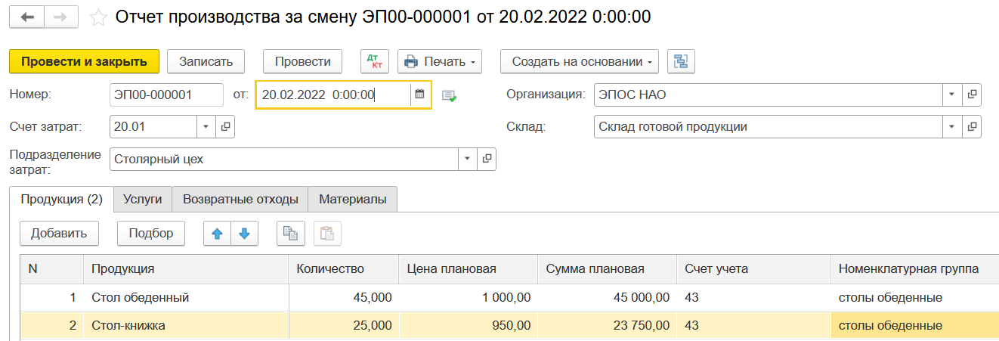 Отчет производства за смену ЭП00-000001 от 20.02.2022 0:00:00
Провести и закрыть Записать Провести Дт Кт Печать Создать на основании
Номер: ЭП00-000001 от: 20.02.2022 0:00:00 Организация: ЭПОС НАО
Счет затрат: 20.01 Склад: Склад готовой продукции
Подразделение затрат: Столярный цех
Продукция (2) Услуги Возвратные отходы Материалы
Добавить Подбор
N Продукция Количество Цена плановая Сумма плановая Счет учета Номенклатурная группа
1 Стол обеденный 45,000 1 000,00 45 000,00 43 столы обеденные
2 Стол-книжка 25,000 950,00 23 750,00 43 столы обеденные